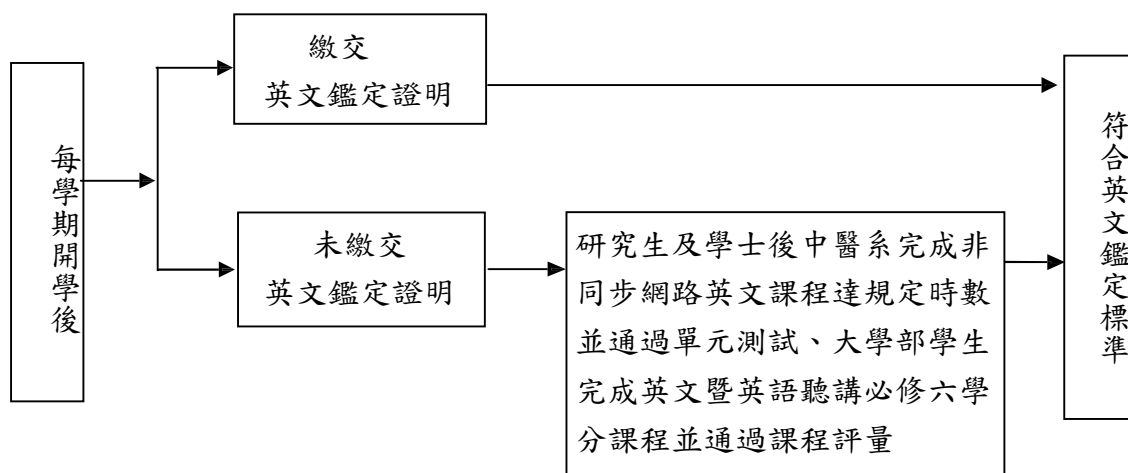 每學期開學後
繳交
英文鑑定證明
未繳交
英文鑑定證明
研究生及學士後中醫系完成非
同步網路英文課程達規定時數
並通過單元測試、大學部學生
完成英文暨英語聽講必修六學
分課程並通過課程評量
符合英文鑑定標準